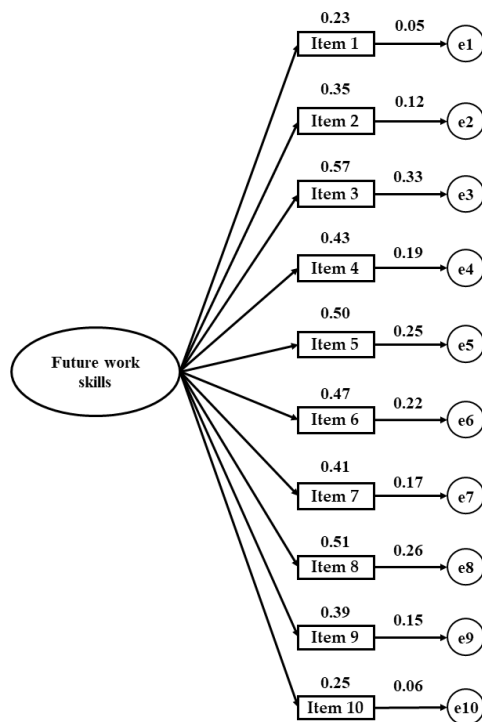 0.23
Item 1
0.05
e1
0.35
Item 2
0.12
e2
0.57
Item 3
0.33
e3
0.43
Item 4
0.19
e4
0.50
Item 5
0.25
e5
Future work
skills
0.47
Item 6
0.22
e6
0.41
Item 7
0.17
e7
0.51
Item 8
0.26
e8
0.39
Item 9
0.15
e9
0.25
Item 10
0.06
e10